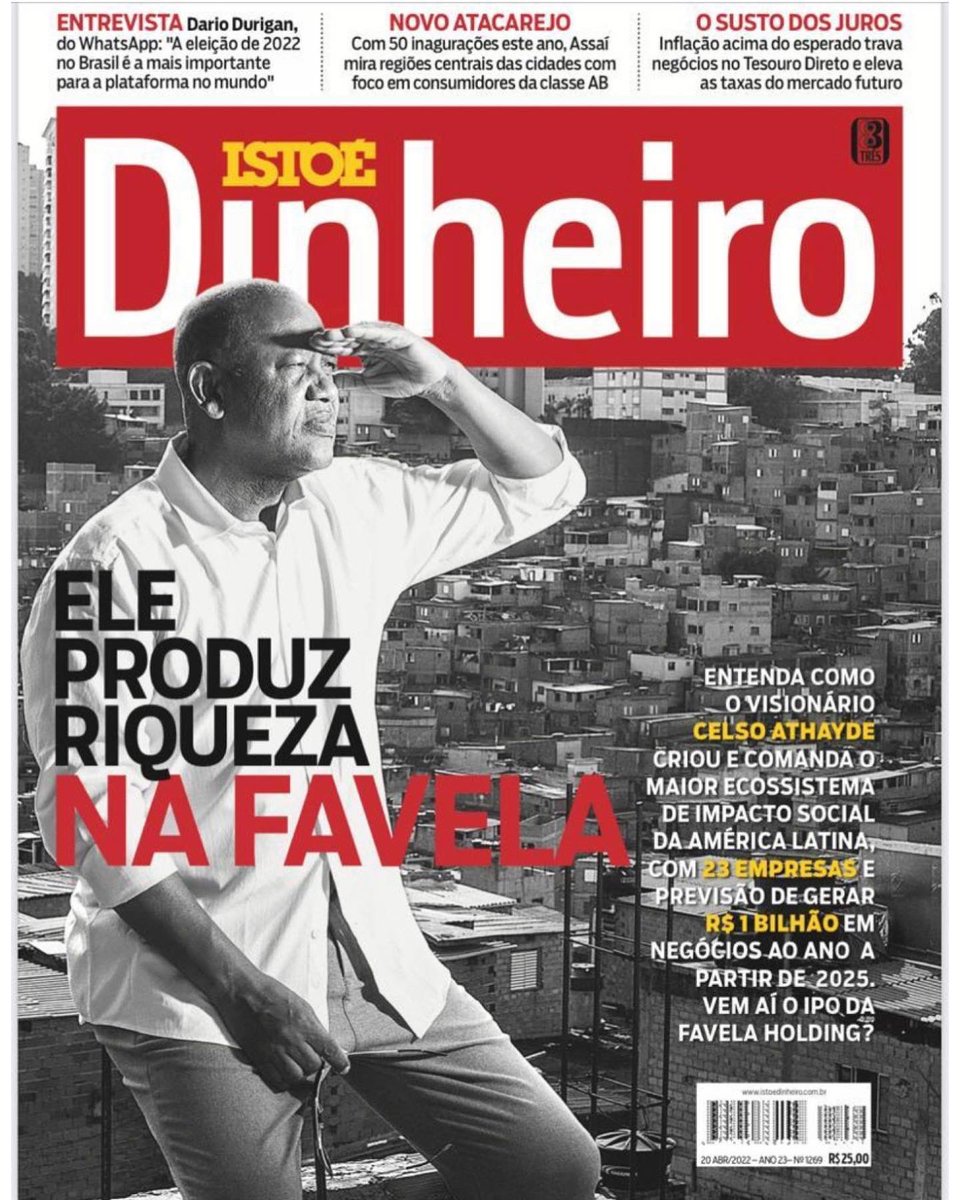 ENTREVISTA Dario Durigan,
do WhatsApp: "A eleição de 2022
no Brasil é a mais importante
para a plataforma no mundo"
NOVO ATACAREJO
Com 50 inagurações este ano, Assaí
mira regiões centrais das cidades com
foco em consumidores da classe AB
O SUSTO DOS JUROS
Inflação acima do esperado trava
negócios no Tesouro Direto e eleva
as taxas do mercado futuro
ISTOÉ
Dinheiro
3
TRÊS
ELE
PRODUZ
RIQUEZA
NA FAVELA
ENTENDA COMO
O VISIONÁRIO
CELSO ATHAYDE
CRIOU E COMANDA O
MAIOR ECOSSISTEMA
DE IMPACTO SOCIAL
DA AMÉRICA LATINA,
COM 23 EMPRESAS E
PREVISÃO DE GERAR
R$ 1 BILHÃO EM
NEGÓCIOS AO ANO A
PARTIR DE 2025.
VEM AÍ O IPO DA
FAVELA HOLDING?
www.istoedinheiro.com.br
20 ABR/2022 – ANO 23 – Nº 1269 R$ 25,00